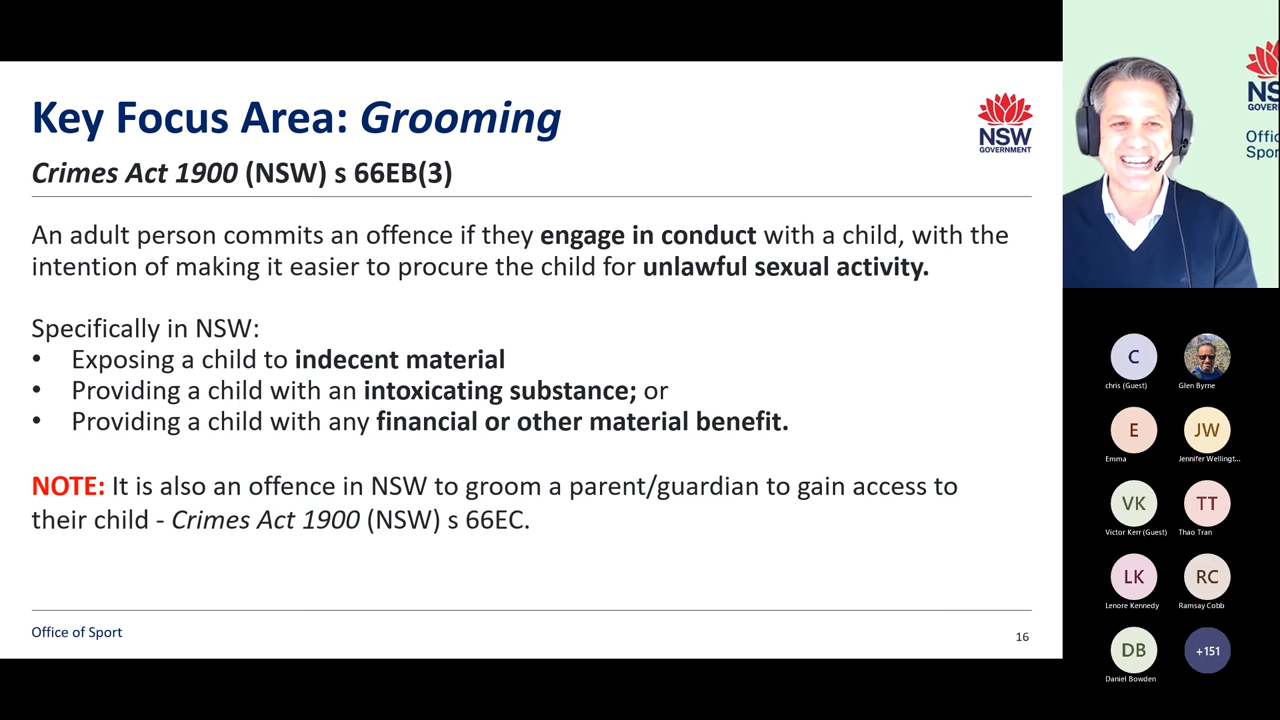 Key Focus Area: Grooming
NSW
GOVERNMENT
Crimes Act 1900 (NSW) s 66EB(3)
An adult person commits an offence if they engage in conduct with a child, with the
intention of making it easier to procure the child for unlawful sexual activity.
Specifically in NSW:
• Exposing a child to indecent material
• Providing a child with an intoxicating substance; or
• Providing a child with any financial or other material benefit.
NOTE: It is also an offence in NSW to groom a parent/guardian to gain access to
their child - Crimes Act 1900 (NSW) s 66EC.
Office of Sport
16
NS
GOVER
Offic
Spor
C
chris (Guest)
Glen Byrne
E
Emma
JW
Jennifer Wellingt...
VK
Victor Kerr (Guest)
TT
Thao Tran
LK
Lenore Kennedy
RC
Ramsay Cobb
DB
Daniel Bowden
+151